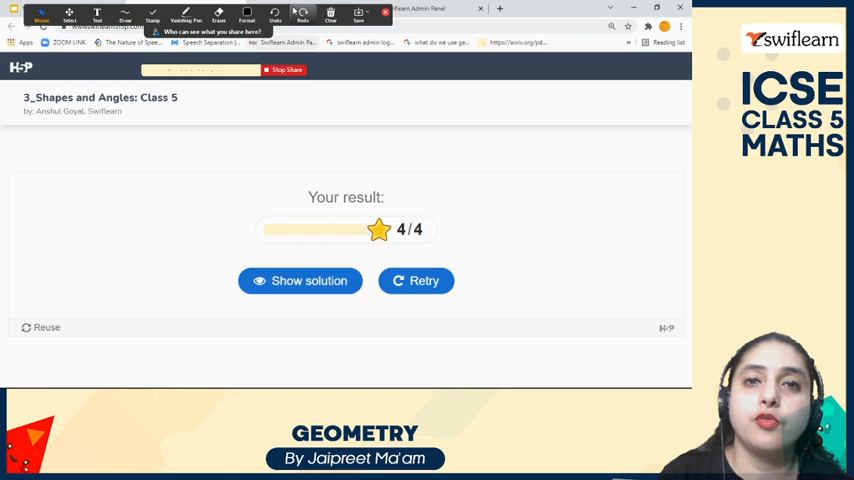 Mouse Select Text Draw Stamp Vanishing Pen Eraser Format Undo Redo Clear Save
Admin Panel
Who can see what you share here?
Apps ZOOM LINK The Nature of Speec... Speech Separation | ... Swiflearn Admin Pa... swiflearn admin log... what do we use ge... https://arxiv.org/pd... » Reading list
H5P
Stop Share
3_Shapes and Angles: Class 5
by: Anshul Goyal, Swiflearn
Your result:
4/4
Show solution Retry
Reuse H5P
swiflearn
ICSE
CLASS 5
MATHS
GEOMETRY
By Jaipreet Ma'am